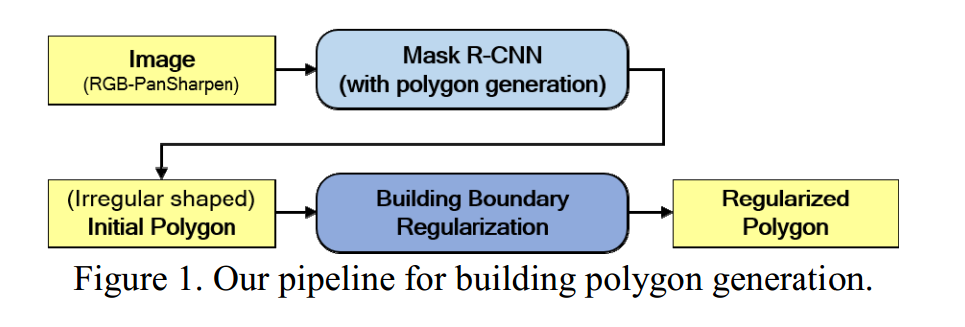 Image
(RGB-PanSharpen)
Mask R-CNN
(with polygon generation)
(Irregular shaped)
Initial Polygon
Building Boundary
Regularization
Regularized
Polygon
Figure 1. Our pipeline for building polygon generation.